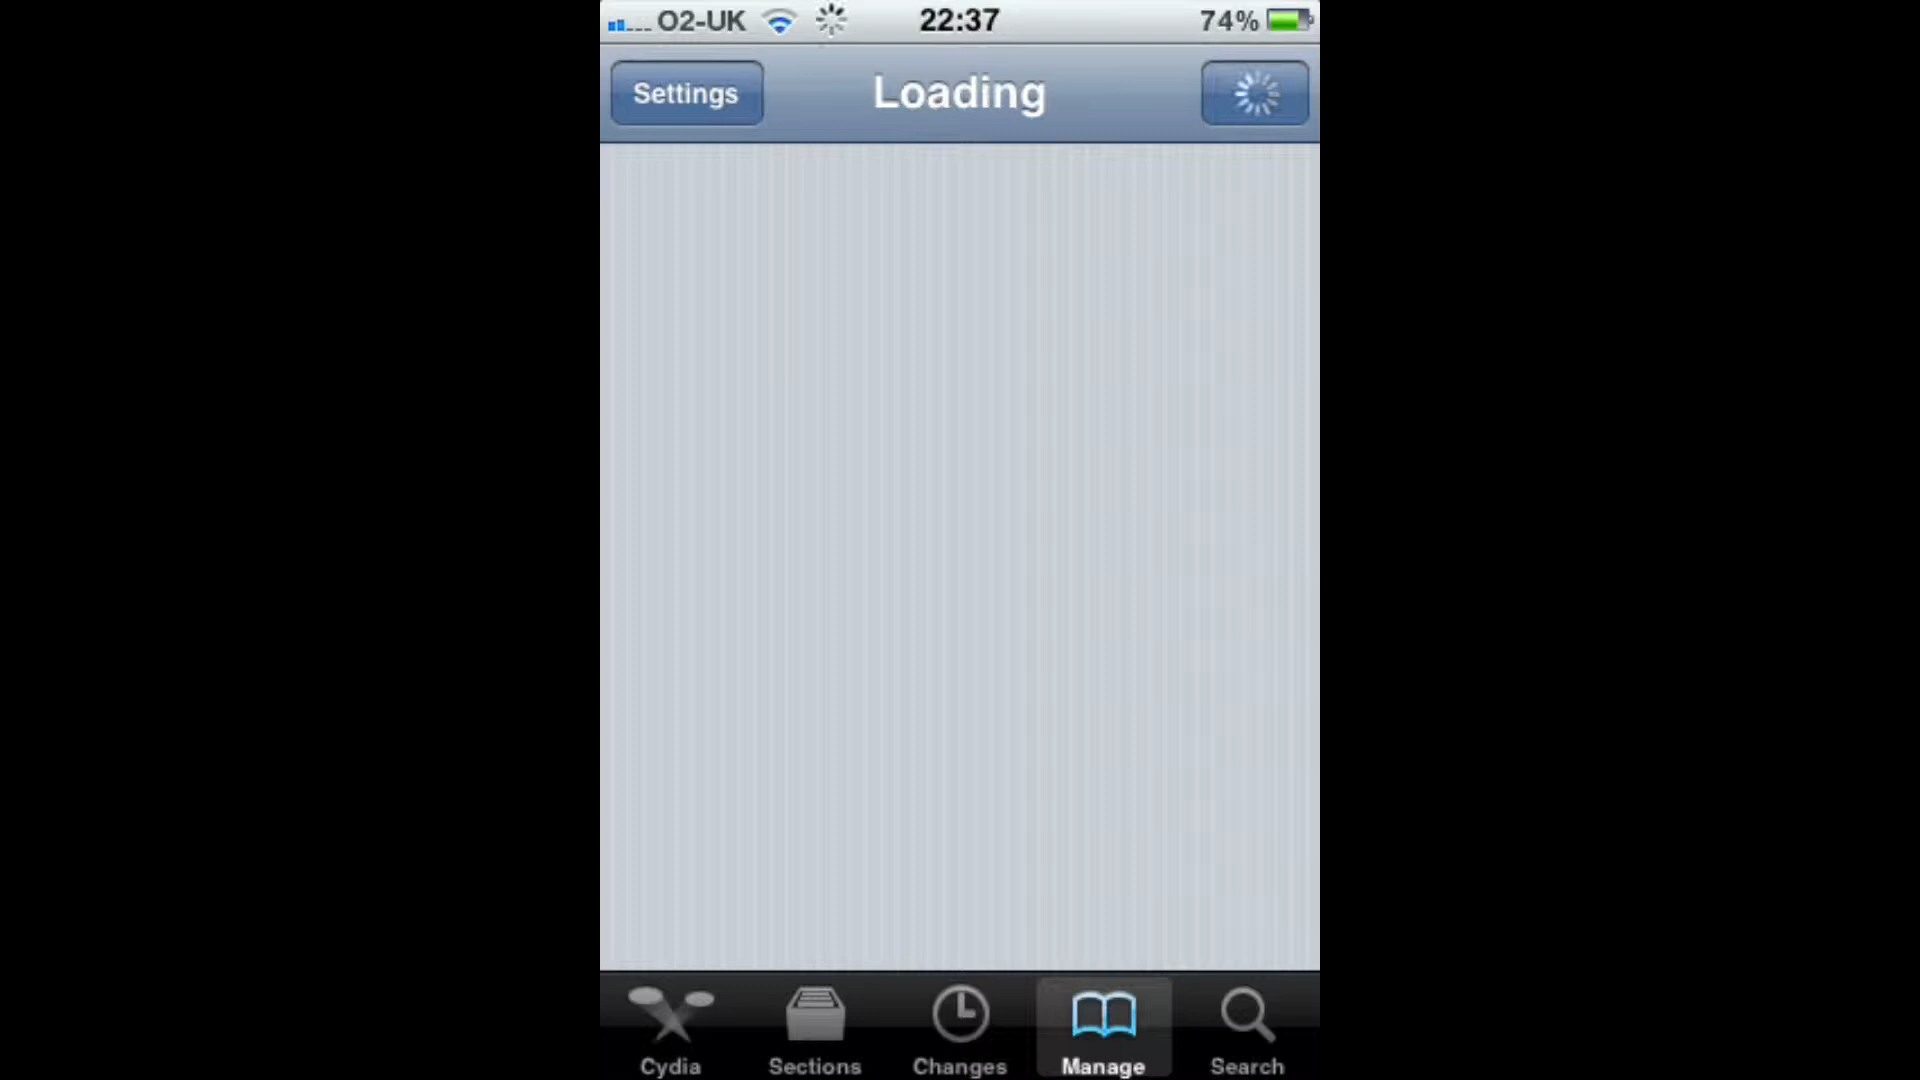 O2-UK 22:37 74%
Settings Loading
Cydia Sections Changes Manage Search